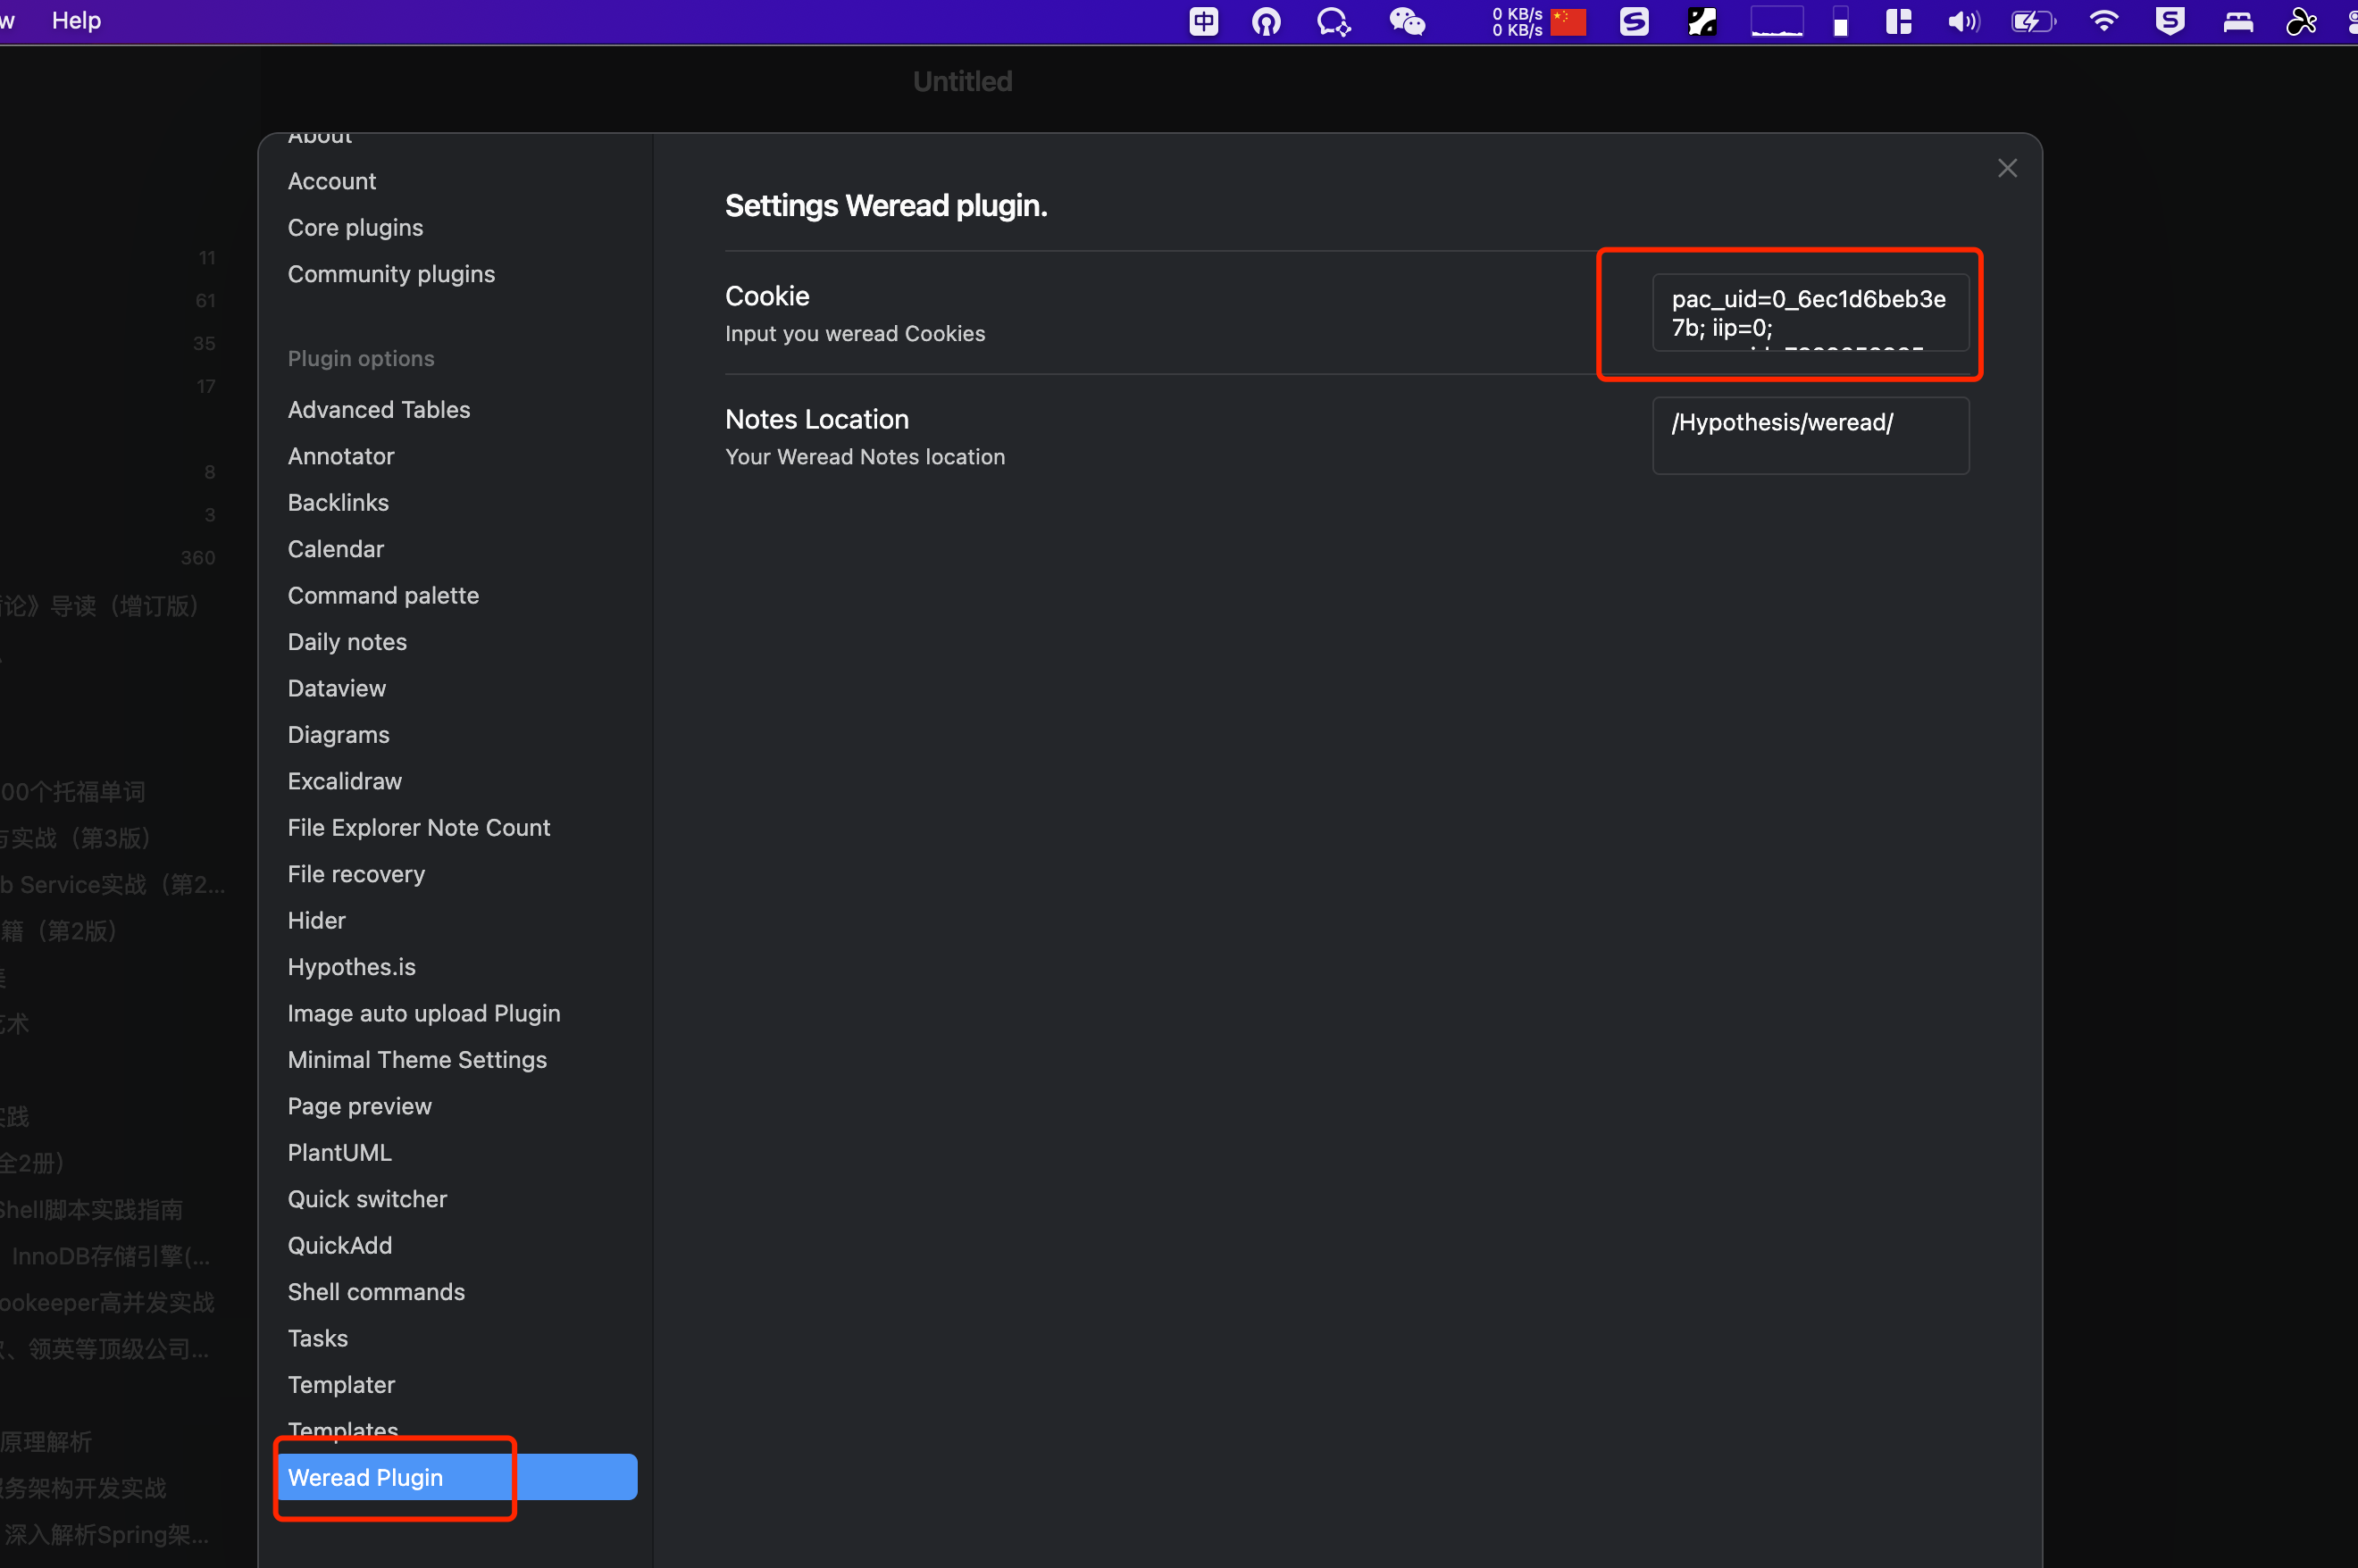 Help
中
0 KB/s
0 KB/s
Untitled
About
Account
Core plugins
Community plugins
Plugin options
Advanced Tables
Annotator
Backlinks
Calendar
Command palette
Daily notes
Dataview
Diagrams
Excalidraw
File Explorer Note Count
File recovery
Hider
Hypothes.is
Image auto upload Plugin
Minimal Theme Settings
Page preview
PlantUML
Quick switcher
QuickAdd
Shell commands
Tasks
Templater
Templates
Weread Plugin
Settings Weread plugin.
Cookie
Input you weread Cookies
pac_uid=0_6ec1d6beb3e
7b; iip=0;
Notes Location
Your Weread Notes location
/Hypothesis/weread/
11
61
35
17
8
3
360
论》导读（增订版）
00个托福单词
与实战（第3版）
b Service实战（第2...
籍（第2版）
艺术
实践
全2册）
Shell脚本实践指南
InnoDB存储引擎(...
ookeeper高并发实战
、领英等顶级公司...
原理解析
服务架构开发实战
深入解析Spring架...